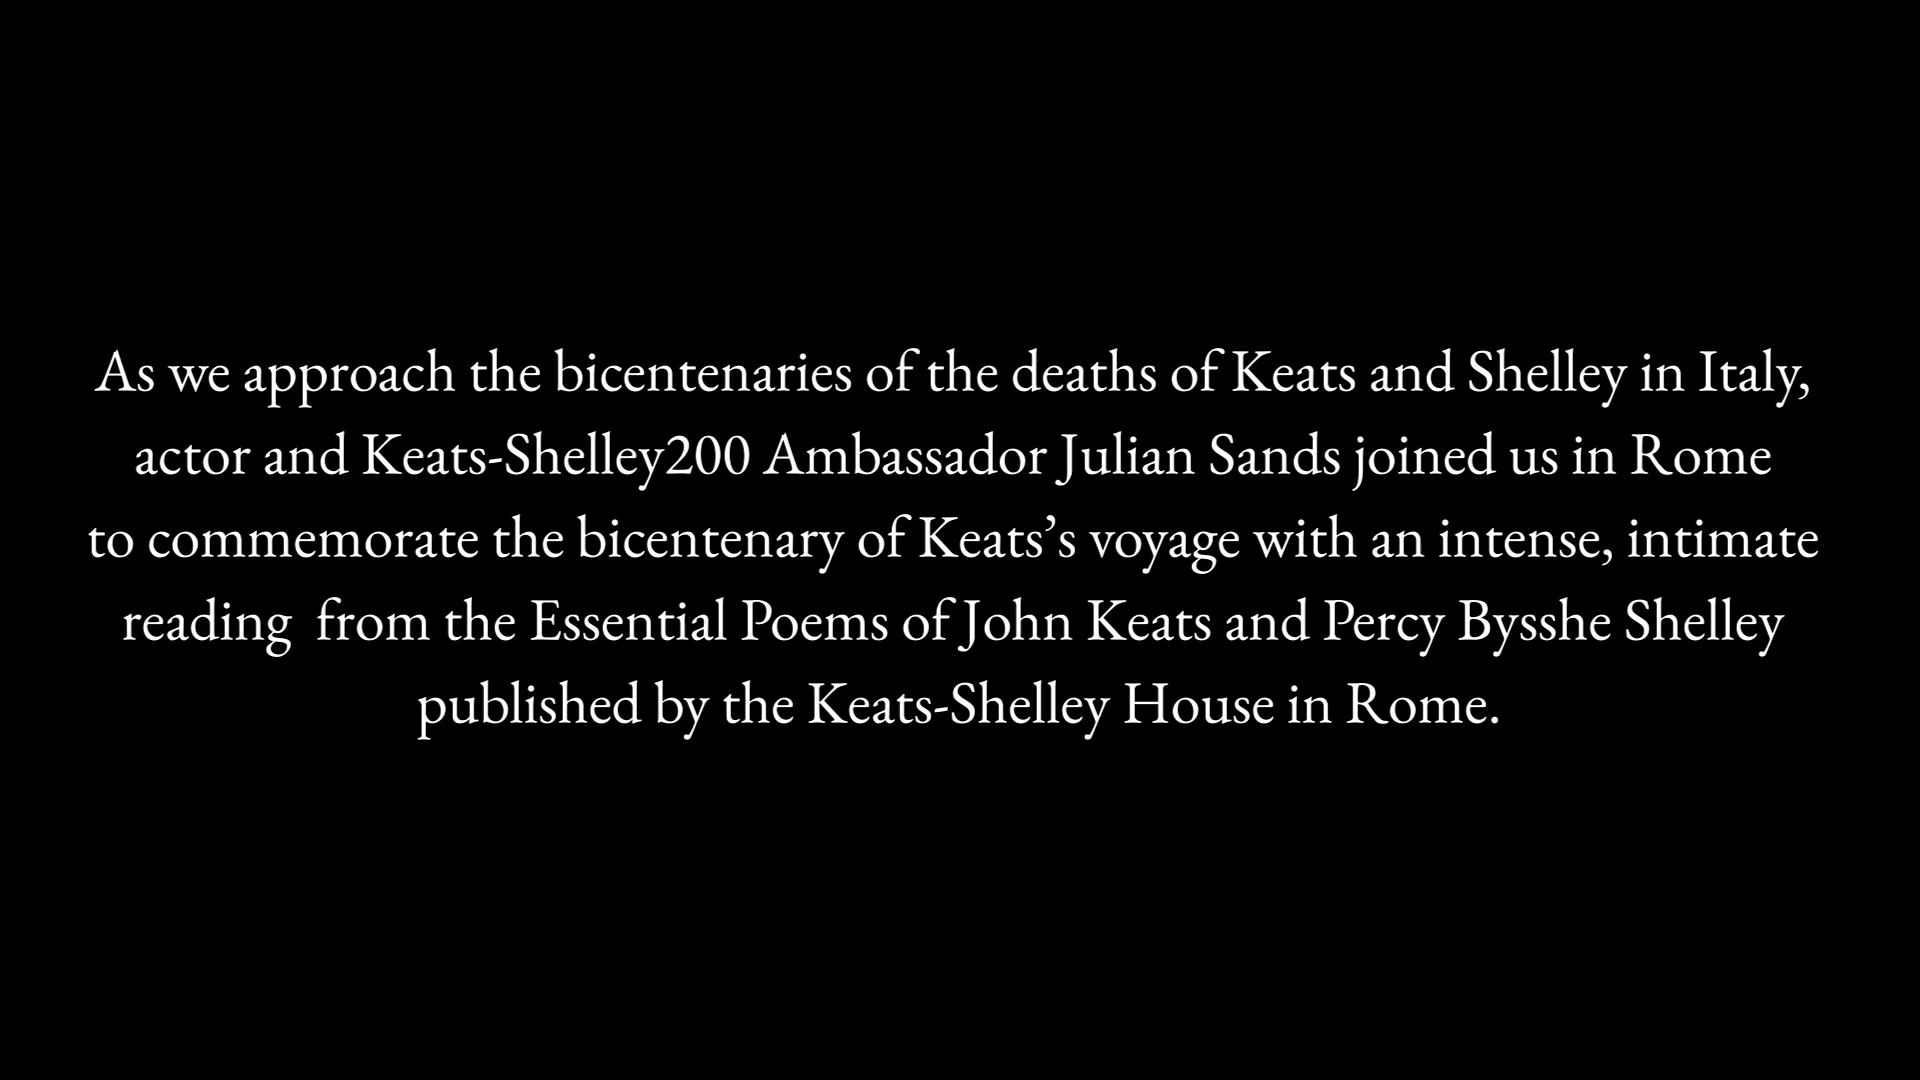 As we approach the bicentenaries of the deaths of Keats and Shelley in Italy,
actor and Keats-Shelley200 Ambassador Julian Sands joined us in Rome
to commemorate the bicentenary of Keats’s voyage with an intense, intimate
reading  from the Essential Poems of John Keats and Percy Bysshe Shelley
published by the Keats-Shelley House in Rome.